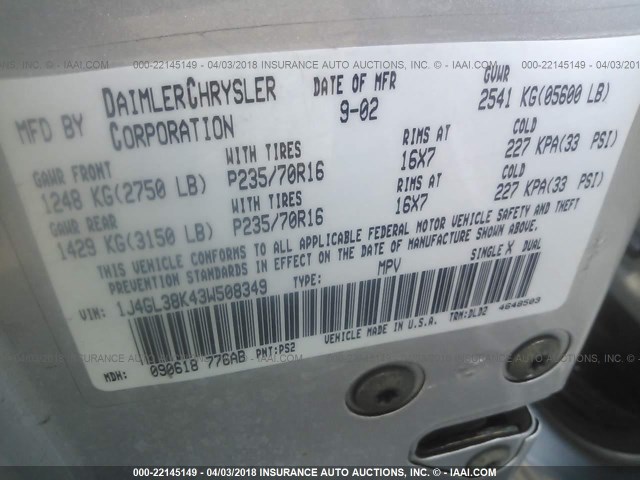 000-22145149 - 04/03/2018 INSURANCE AUTO AUCTIONS, INC. - © IAAI.COM
MFD BY DAIMLERCHRYSLER CORPORATION
DATE OF MFR
9-02
GVWR
2541 KG(05600 LB)
GAWR FRONT
1248 KG(2750 LB)
WITH TIRES
P235/70R16
RIMS AT
16X7
COLD
227 KPA(33 PSI)
GAWR REAR
1429 KG(3150 LB)
WITH TIRES
P235/70R16
RIMS AT
16X7
COLD
227 KPA(33 PSI)
THIS VEHICLE CONFORMS TO ALL APPLICABLE FEDERAL MOTOR VEHICLE SAFETY AND THEFT
PREVENTION STANDARDS IN EFFECT ON THE DATE OF MANUFACTURE SHOWN ABOVE.
VIN: 1J4GL38K43W508349 TYPE: MPV SINGLE X DUAL
MDH: 090618 776AB PNT:PS2 VEHICLE MADE IN U.S.A. TRM:DLD2 4648503
000-22145149 - 04/03/2018 INSURANCE AUTO AUCTIONS, INC. - © IAAI.COM